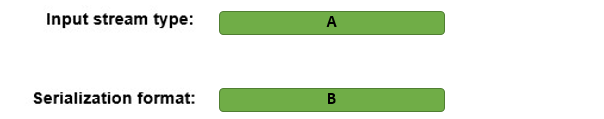 Input stream type: A
Serialization format: B